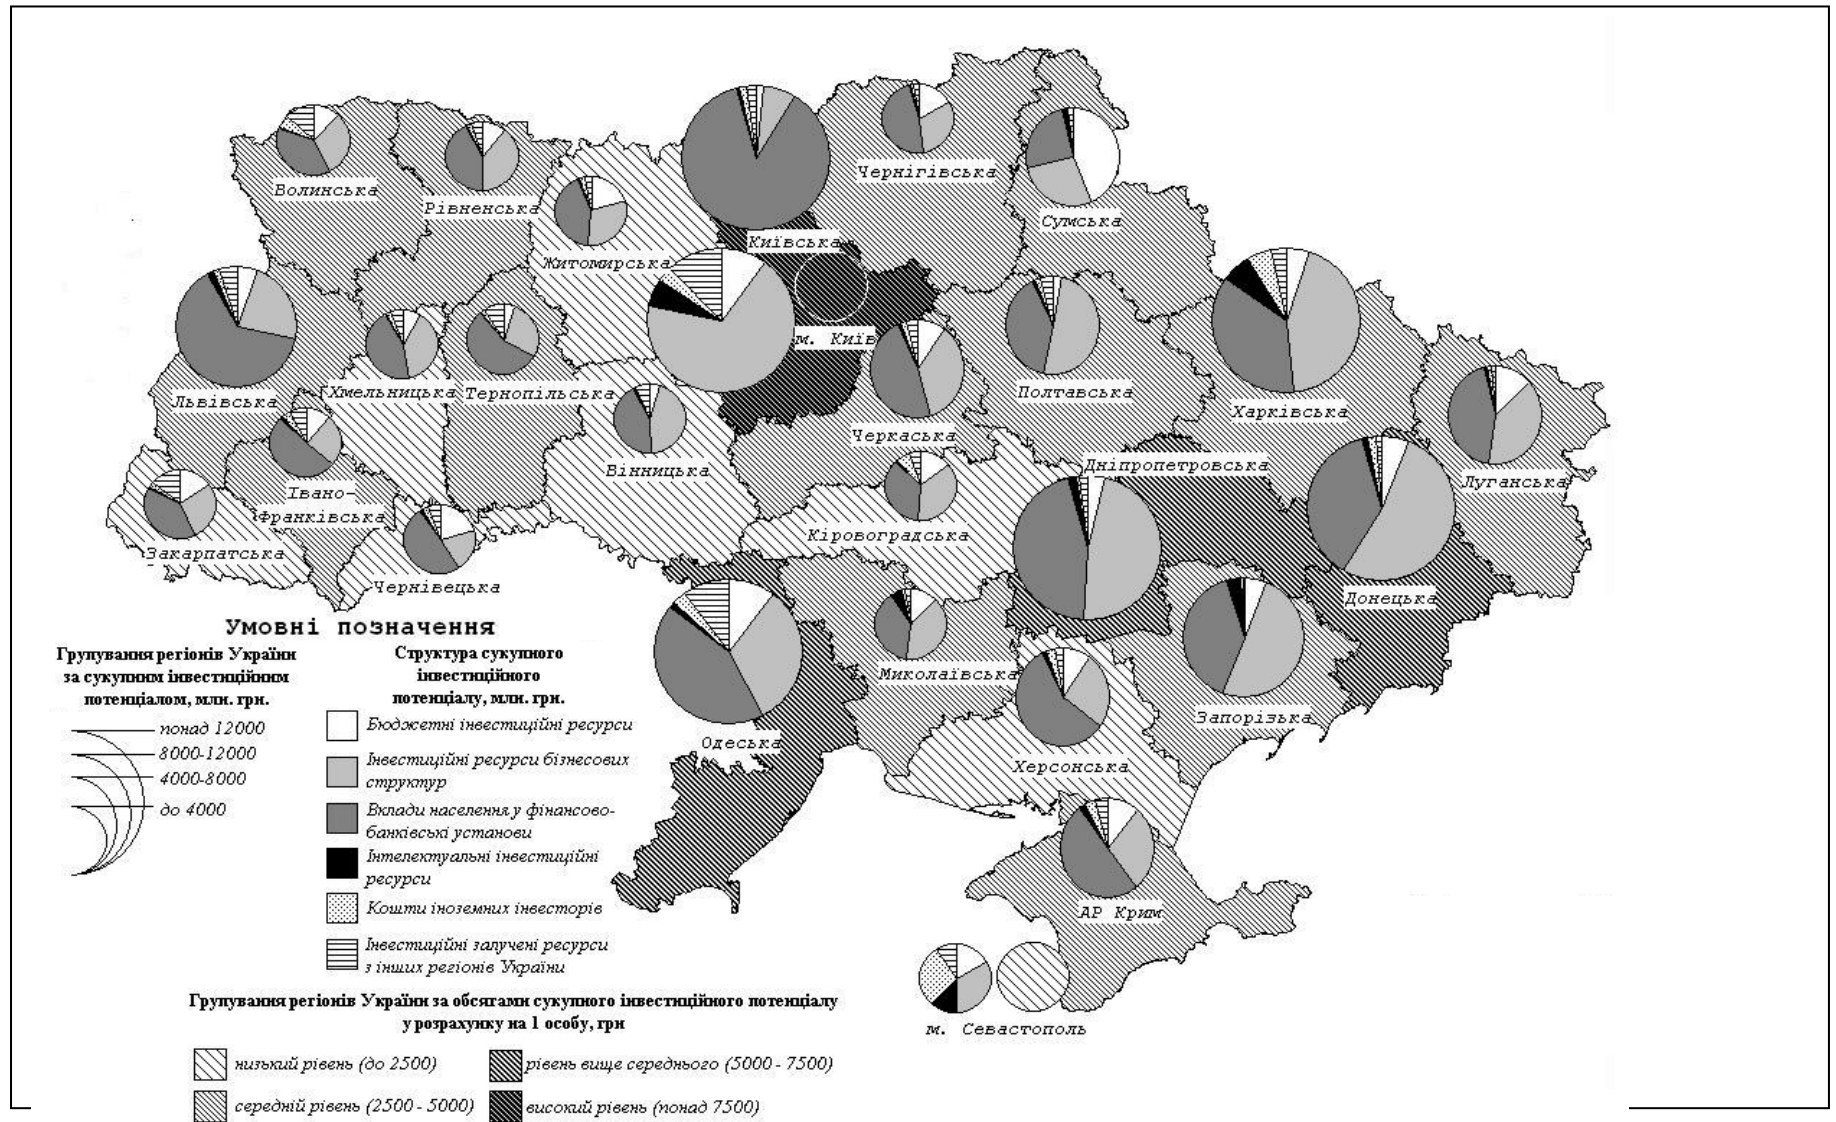 Волинська
Рівненська
Житомирська
Київська
Чернігівська
Сумська
м. Київ
Львівська
Хмельницька
Тернопільська
Вінницька
Черкаська
Полтавська
Харківська
Луганська
Дніпропетровська
Івано-
Франківська
Закарпатська
Чернівецька
Кіровоградська
Донецька
Миколаївська
Запорізька
Одеська
Херсонська
АР Крим
м. Севастополь
Умовні позначення
Групування регіонів України
за сукупним інвестиційним
потенціалом, млн. грн.
понад 12000
8000-12000
4000-8000
до 4000
Структура сукупного
інвестиційного
потенціалу, млн. грн.
Бюджетні інвестиційні ресурси
Інвестиційні ресурси бізнесових
структур
Вклади населення у фінансово-
банківські установи
Інтелектуальні інвестиційні
ресурси
Кошти іноземних інвесторів
Інвестиційні залучені ресурси
з інших регіонів України
Групування регіонів України за обсягами сукупного інвестиційного потенціалу
у розрахунку на 1 особу, грн
низький рівень (до 2500)
середній рівень (2500 - 5000)
рівень вище середнього (5000 - 7500)
високий рівень (понад 7500)